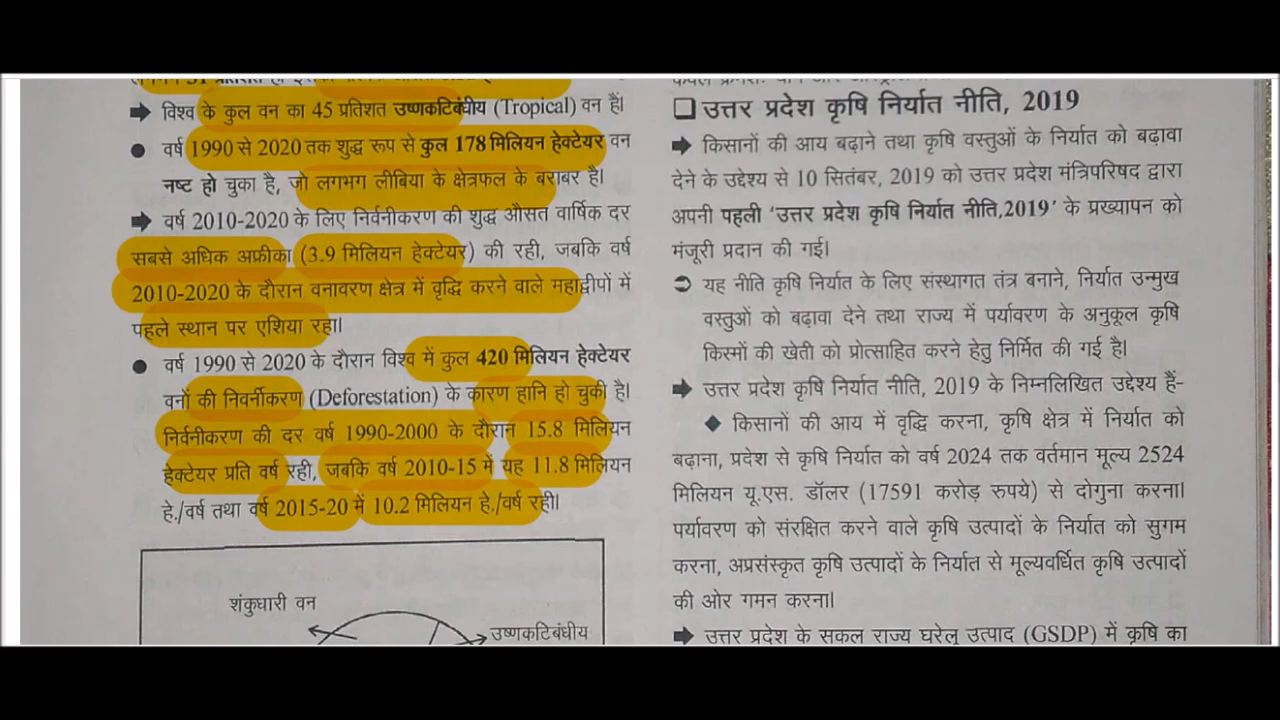 ➡ विश्व के कुल वन का 45 प्रतिशत उष्णकटिबंधीय (Tropical) वन हैं।
● वर्ष 1990 से 2020 तक शुद्ध रूप से कुल 178 मिलियन हेक्टेयर वन
नष्ट हो चुका है, जो लगभग लीबिया के क्षेत्रफल के बराबर है।
➡ वर्ष 2010-2020 के लिए निर्वनीकरण की शुद्ध औसत वार्षिक दर
सबसे अधिक अफ्रीका (3.9 मिलियन हेक्टेयर) की रही, जबकि वर्ष
2010-2020 के दौरान वनावरण क्षेत्र में वृद्धि करने वाले महाद्वीपों में
पहले स्थान पर एशिया रहा।
● वर्ष 1990 से 2020 के दौरान विश्व में कुल 420 मिलियन हेक्टेयर
वनों की निवर्नीकरण (Deforestation) के कारण हानि हो चुकी है।
निर्वनीकरण की दर वर्ष 1990-2000 के दौरान 15.8 मिलियन
हेक्टेयर प्रति वर्ष रही, जबकि वर्ष 2010-15 में यह 11.8 मिलियन
हे./वर्ष तथा वर्ष 2015-20 में 10.2 मिलियन हे./वर्ष रही।
शंकुधारी वन
उष्णकटिबंधीय
❑ उत्तर प्रदेश कृषि निर्यात नीति, 2019
➡ किसानों की आय बढ़ाने तथा कृषि वस्तुओं के निर्यात को बढ़ावा
देने के उद्देश्य से 10 सितंबर, 2019 को उत्तर प्रदेश मंत्रिपरिषद द्वारा
अपनी पहली 'उत्तर प्रदेश कृषि निर्यात नीति,2019' के प्रख्यापन को
मंजूरी प्रदान की गई।
➲ यह नीति कृषि निर्यात के लिए संस्थागत तंत्र बनाने, निर्यात उन्मुख
वस्तुओं को बढ़ावा देने तथा राज्य में पर्यावरण के अनुकूल कृषि
किस्मों की खेती को प्रोत्साहित करने हेतु निर्मित की गई है।
➡ उत्तर प्रदेश कृषि निर्यात नीति, 2019 के निम्नलिखित उद्देश्य हैं-
◆ किसानों की आय में वृद्धि करना, कृषि क्षेत्र में निर्यात को
बढ़ाना, प्रदेश से कृषि निर्यात को वर्ष 2024 तक वर्तमान मूल्य 2524
मिलियन यू.एस. डॉलर (17591 करोड़ रुपये) से दोगुना करना।
पर्यावरण को संरक्षित करने वाले कृषि उत्पादों के निर्यात को सुगम
करना, अप्रसंस्कृत कृषि उत्पादों के निर्यात से मूल्यवर्धित कृषि उत्पादों
की ओर गमन करना।
➡ उत्तर प्रदेश के सकल राज्य घरेलू उत्पाद (GSDP) में कृषि का